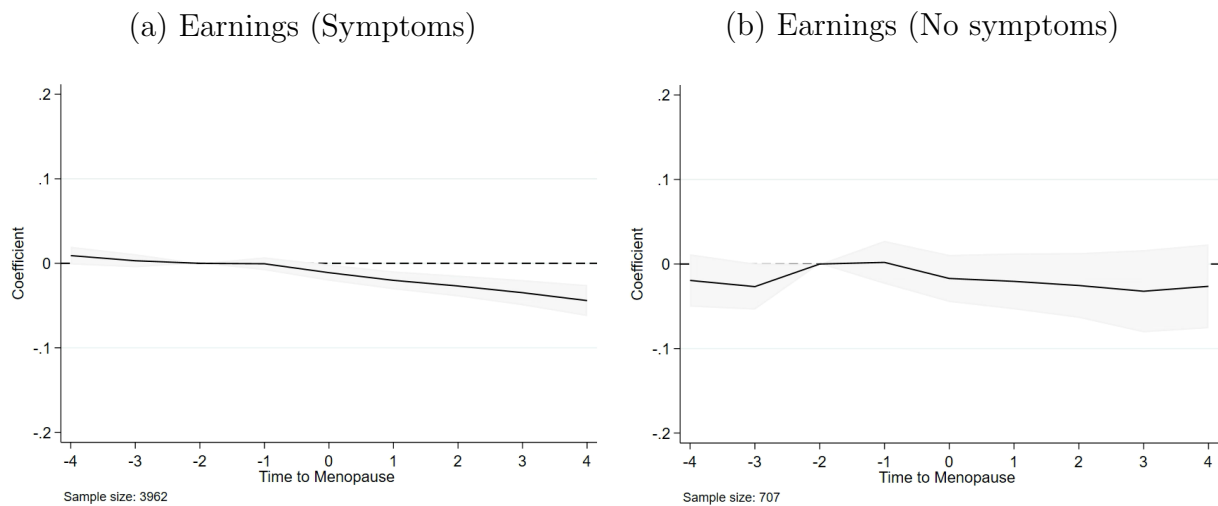 (a) Earnings (Symptoms)
.2
.1
0
-.1
-.2
Coefficient
-4 -3 -2 -1 0 1 2 3 4
Time to Menopause
Sample size: 3962
(b) Earnings (No symptoms)
.2
.1
0
-.1
-.2
Coefficient
-4 -3 -2 -1 0 1 2 3 4
Time to Menopause
Sample size: 707